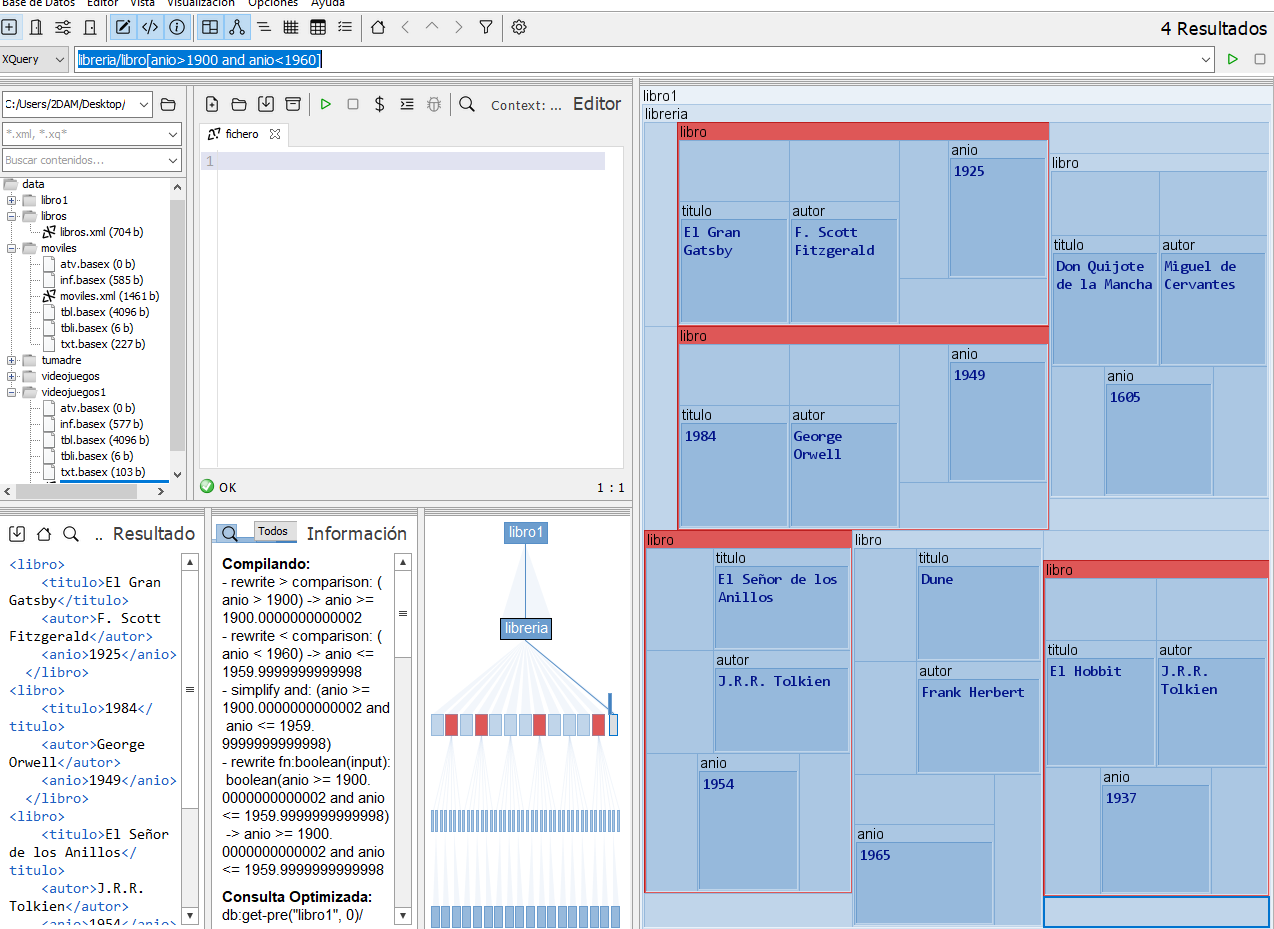 Base de Datos Editor Vista Visualización Opciones Ayuda
4 Resultados
XQuery
libreria/libro[anio>1900 and anio<1960]
C:/Users/2DAM/Desktop/
*.xml, *.xq*
Buscar contenidos...
data
libro1
libros
libros.xml (704 b)
moviles
atv.basex (0 b)
inf.basex (585 b)
moviles.xml (1461 b)
tbl.basex (4096 b)
tbli.basex (6 b)
txt.basex (227 b)
tumadre
videojuegos
videojuegos1
atv.basex (0 b)
inf.basex (577 b)
tbl.basex (4096 b)
tbli.basex (6 b)
txt.basex (103 b)
Context: ... Editor
fichero
1
OK
1 : 1
.. Resultado
<libro>
<titulo>El Gran
Gatsby</titulo>
<autor>F. Scott
Fitzgerald</autor>
<anio>1925</anio>
</libro>
<libro>
<titulo>1984</
titulo>
<autor>George
Orwell</autor>
<anio>1949</anio>
</libro>
<libro>
<titulo>El Señor
de los Anillos</
titulo>
<autor>J.R.R.
Tolkien</autor>
<anio>1954</anio>
Todos Información
Compilando:
- rewrite > comparison: (
anio > 1900) -> anio >=
1900.0000000000002
- rewrite < comparison: (
anio < 1960) -> anio <=
1959.9999999999998
- simplify and: (anio >=
1900.0000000000002 and
anio <= 1959.
9999999999998)
- rewrite fn:boolean(input):
boolean(anio >= 1900.
0000000000002 and anio
<= 1959.9999999999998)
-> anio >= 1900.
0000000000002 and anio
<= 1959.9999999999998
Consulta Optimizada:
db:get-pre("libro1", 0)/
libro1
libreria
libro1
libreria
libro
titulo
El Gran
Gatsby
autor
F. Scott
Fitzgerald
anio
1925
libro
titulo
Don Quijote
de la Mancha
autor
Miguel de
Cervantes
anio
1605
libro
titulo
1984
autor
George
Orwell
anio
1949
libro
titulo
El Señor de los
Anillos
autor
J.R.R. Tolkien
anio
1954
libro
titulo
Dune
autor
Frank Herbert
anio
1965
libro
titulo
El Hobbit
autor
J.R.R.
Tolkien
anio
1937